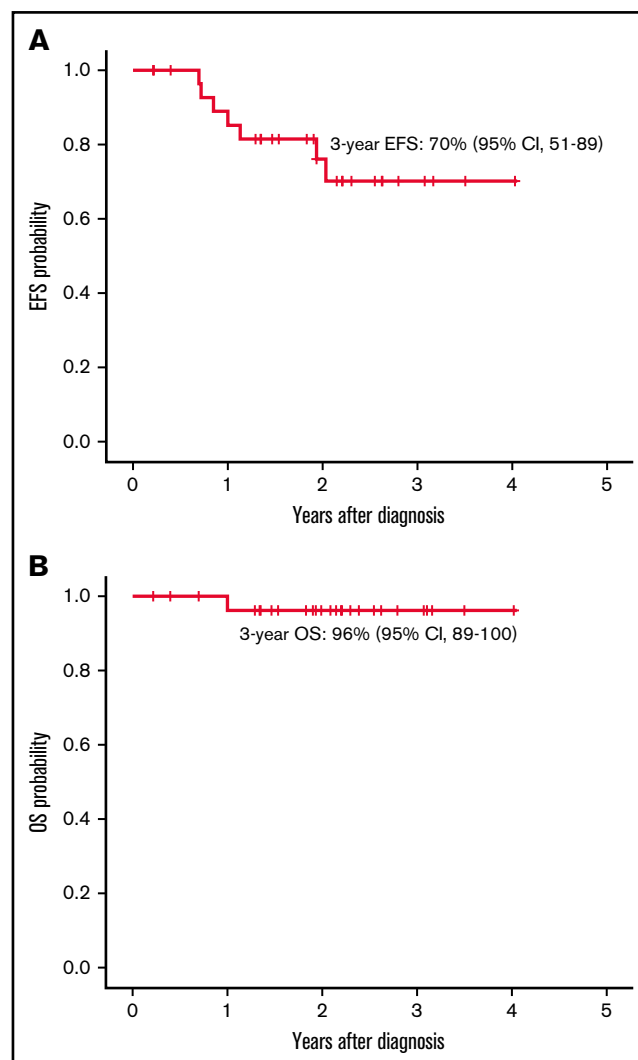 A
1.0
0.8
0.6
0.4
0.2
0.0
EFS probability
3-year EFS: 70% (95% CI, 51-89)
0 1 2 3 4 5
Years after diagnosis
B
1.0
0.8
0.6
0.4
0.2
0.0
OS probability
3-year OS: 96% (95% CI, 89-100)
0 1 2 3 4 5
Years after diagnosis